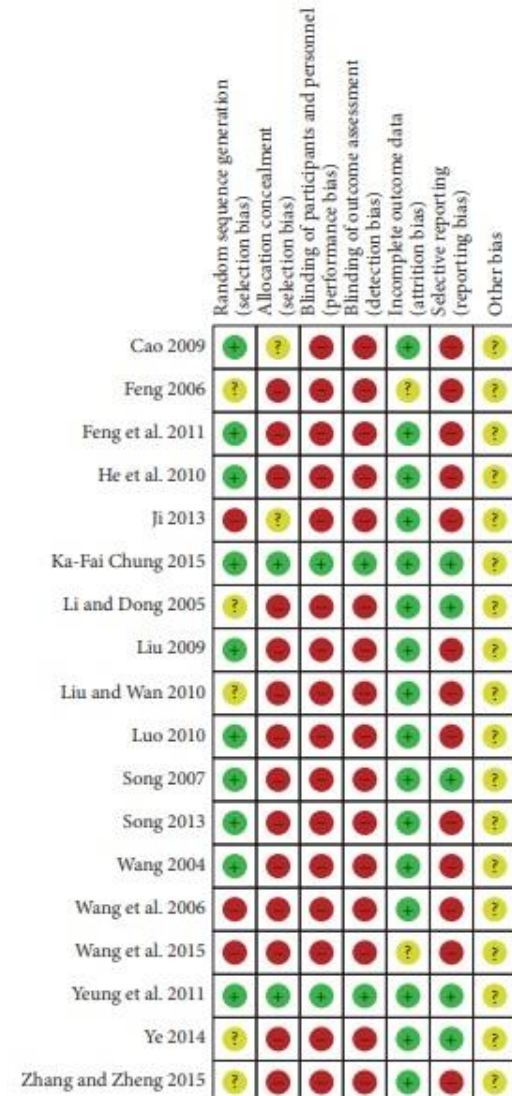 Random sequence generation
(selection bias)
Allocation concealment
(selection bias)
Blinding of participants and personnel
(performance bias)
Blinding of outcome assessment
(detection bias)
Incomplete outcome data
(attrition bias)
Selective reporting
(reporting bias)
Other bias
Cao 2009 + ? − − + − ?
Feng 2006 ? − − − ? − ?
Feng et al. 2011 + − − − + − ?
He et al. 2010 + − − − + − ?
Ji 2013 − ? − − + − ?
Ka-Fai Chung 2015 + + + + + + ?
Li and Dong 2005 ? − − − + + ?
Liu 2009 + − − − + − ?
Liu and Wan 2010 ? − − − + − ?
Luo 2010 + − − − + − ?
Song 2007 + − − − + + ?
Song 2013 + − − − + − ?
Wang 2004 + − − − + − ?
Wang et al. 2006 − − − − + − ?
Wang et al. 2015 − − − − ? − ?
Yeung et al. 2011 + + + + + + ?
Ye 2014 ? − − − + + ?
Zhang and Zheng 2015 ? − − − + − ?